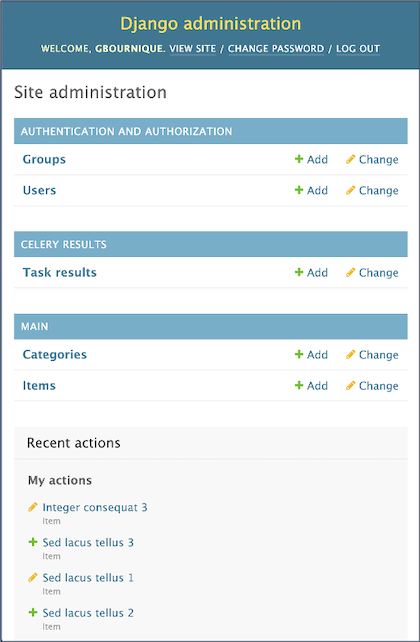 Django administration
WELCOME, GBOURNIQUE. VIEW SITE / CHANGE PASSWORD / LOG OUT
Site administration
AUTHENTICATION AND AUTHORIZATION
Groups Add Change
Users Add Change
CELERY RESULTS
Task results Add Change
MAIN
Categories Add Change
Items Add Change
Recent actions
My actions
Integer consequat 3
Item
Sed lacus tellus 3
Item
Sed lacus tellus 1
Item
Sed lacus tellus 2
Item